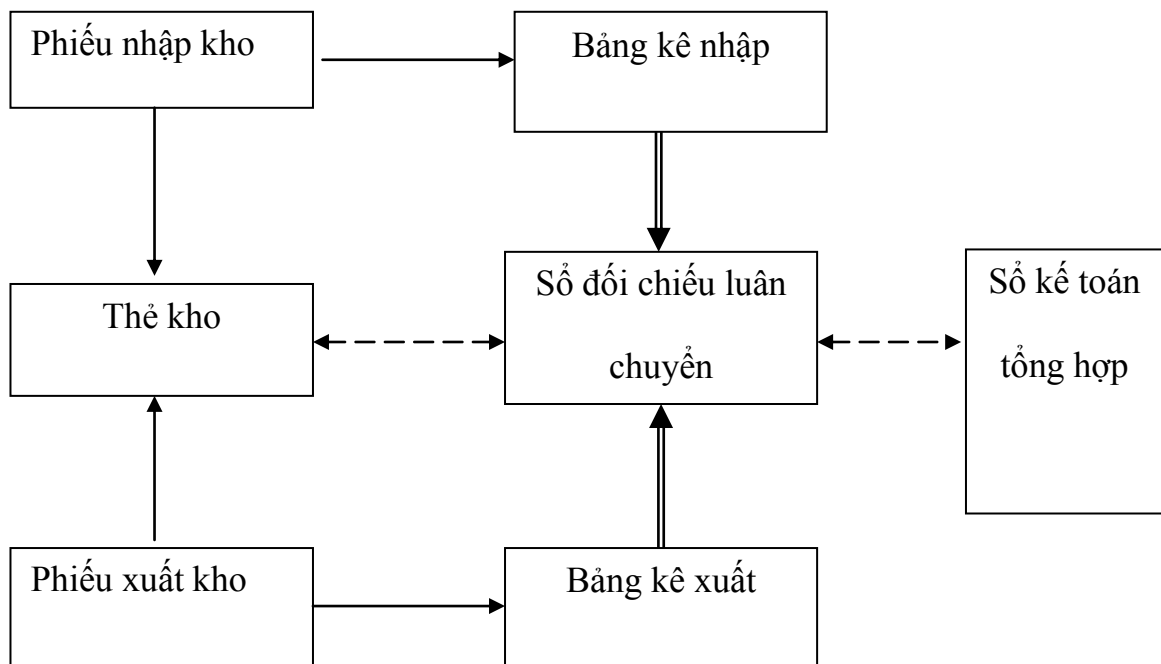 Phiếu nhập kho
Bảng kê nhập
Thẻ kho
Sổ đối chiếu luân
chuyển
Sổ kế toán
tổng hợp
Phiếu xuất kho
Bảng kê xuất